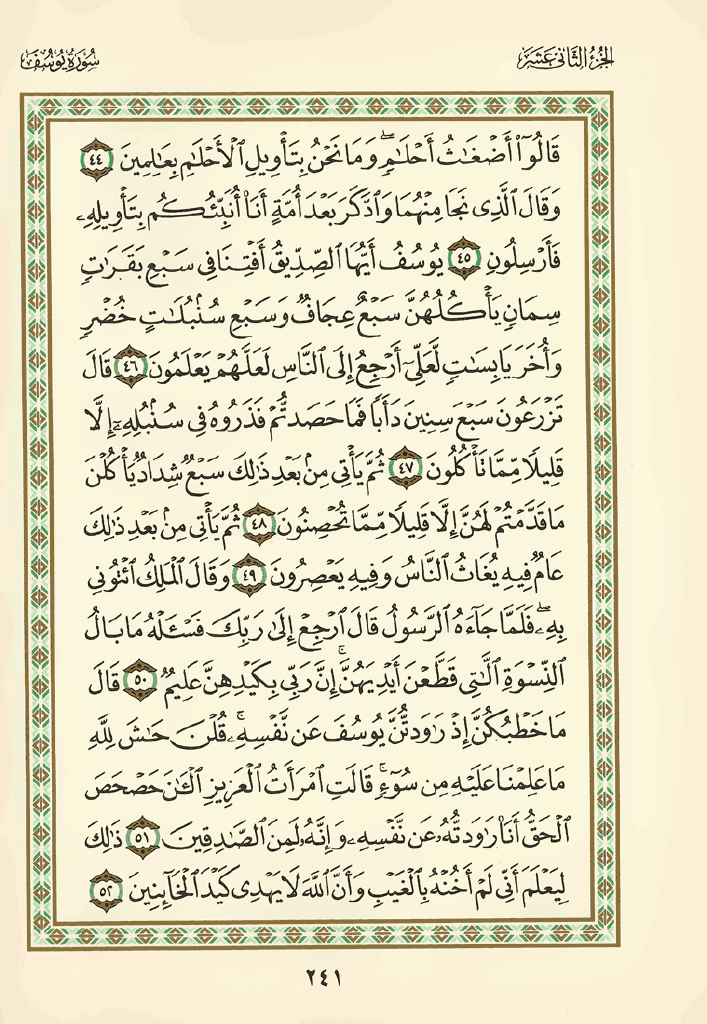 الجزء الثاني عشر
سورة يوسف
قَالُوٓا۟ أَضْغَٰثُ أَحْلَٰمٍۖ وَمَا نَحْنُ بِتَأْوِيلِ ٱلْأَحْلَٰمِ بِعَٰلِمِينَ ٤٤
وَقَالَ ٱلَّذِى نَجَا مِنْهُمَا وَٱدَّكَرَ بَعْدَ أُمَّةٍ أَنَا۠ أُنَبِّئُكُم بِتَأْوِيلِهِۦ
فَأَرْسِلُونِ ٤٥ يُوسُفُ أَيُّهَا ٱلصِّدِّيقُ أَفْتِنَا فِى سَبْعِ بَقَرَٰتٍ
سِمَانٍ يَأْكُلُهُنَّ سَبْعٌ عِجَافٌ وَسَبْعِ سُنۢبُلَٰتٍ خُضْرٍ
وَأُخَرَ يَابِسَٰتٍ لَّعَلِّىٓ أَرْجِعُ إِلَى ٱلنَّاسِ لَعَلَّهُمْ يَعْلَمُونَ ٤٦ قَالَ
تَزْرَعُونَ سَبْعَ سِنِينَ دَأَبًا فَمَا حَصَدتُّمْ فَذَرُوهُ فِى سُنۢبُلِهِۦٓ إِلَّا
قَلِيلًا مِّمَّا تَأْكُلُونَ ٤٧ ثُمَّ يَأْتِى مِنۢ بَعْدِ ذَٰلِكَ سَبْعٌ شِدَادٌ يَأْكُلْنَ
مَا قَدَّمْتُمْ لَهُنَّ إِلَّا قَلِيلًا مِّمَّا تُحْصِنُونَ ٤٨ ثُمَّ يَأْتِى مِنۢ بَعْدِ ذَٰلِكَ
عَامٌ فِيهِ يُغَاثُ ٱلنَّاسُ وَفِيهِ يَعْصِرُونَ ٤٩ وَقَالَ ٱلْمَلِكُ ٱئْتُونِى
بِهِۦۖ فَلَمَّا جَآءَهُ ٱلرَّسُولُ قَالَ ٱرْجِعْ إِلَىٰ رَبِّكَ فَسْـَٔلْهُ مَا بَالُ
ٱلنِّسْوَةِ ٱلَّٰتِى قَطَّعْنَ أَيْدِيَهُنَّۚ إِنَّ رَبِّى بِكَيْدِهِنَّ عَلِيمٌ ٥٠ قَالَ
مَا خَطْبُكُنَّ إِذْ رَٰوَدتُّنَّ يُوسُفَ عَن نَّفْسِهِۦۚ قُلْنَ حَٰشَ لِلَّهِ
مَا عَلِمْنَا عَلَيْهِ مِن سُوٓءٍۚ قَالَتِ ٱمْرَأَتُ ٱلْعَزِيزِ ٱلْـَٰٔنَ حَصْحَصَ
ٱلْحَقُّ أَنَا۠ رَٰوَدتُّهُۥ عَن نَّفْسِهِۦ وَإِنَّهُۥ لَمِنَ ٱلصَّٰدِقِينَ ٥١ ذَٰلِكَ
لِيَعْلَمَ أَنِّى لَمْ أَخُنْهُ بِٱلْغَيْبِ وَأَنَّ ٱللَّهَ لَا يَهْدِى كَيْدَ ٱلْخَآئِنِينَ ٥٢
٢٤١